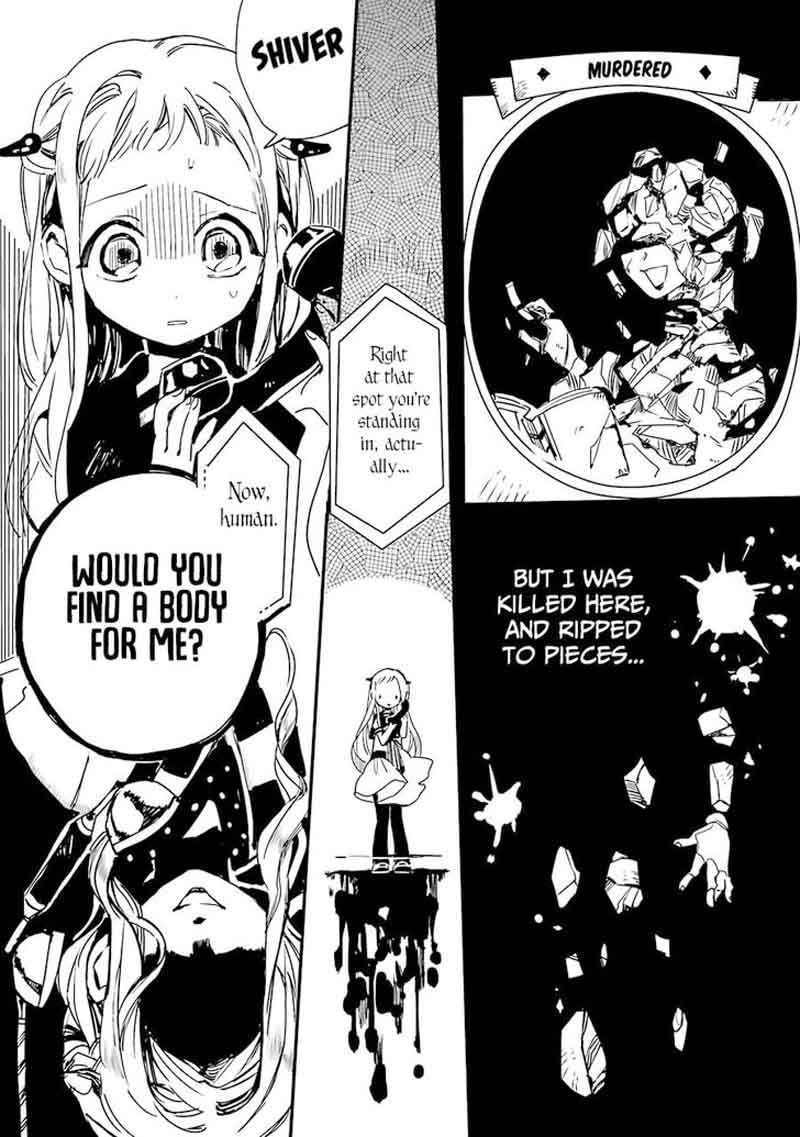 MURDERED
BUT I WAS
KILLED HERE,
AND RIPPED
TO PIECES...
Right
at that
spot you're
standing
in, actu-
ally...
SHIVER
Now,
human.
WOULD YOU
FIND A BODY
FOR ME?